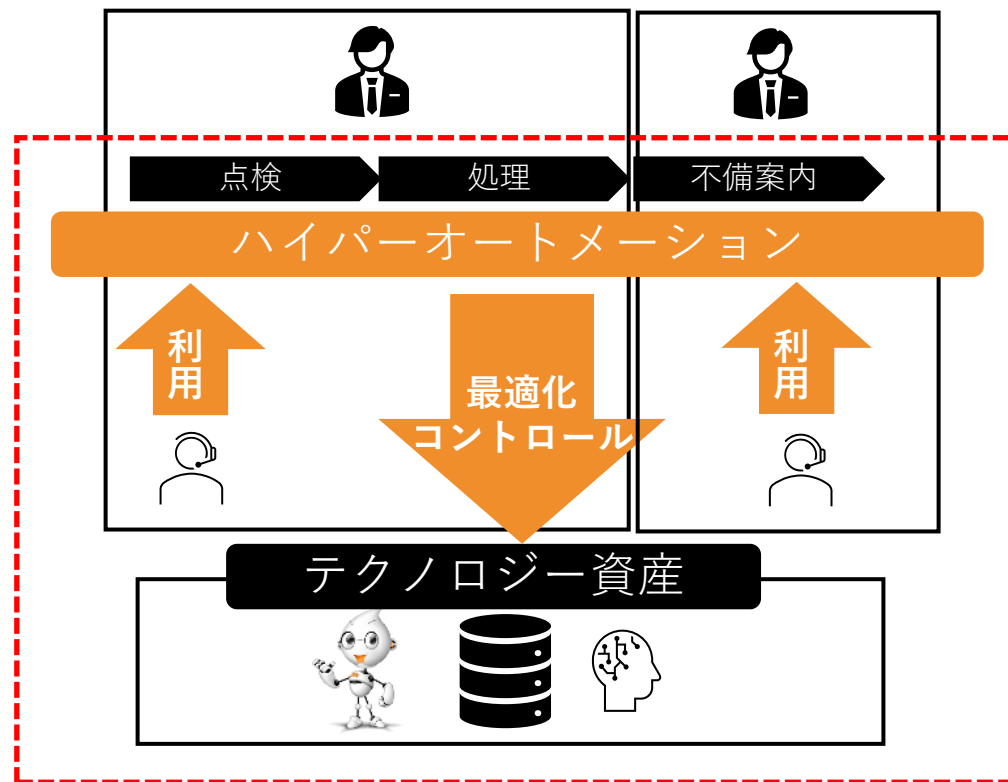 点検
処理
不備案内
ハイパーオートメーション
利
用
最適化
コントロール
利
用
テクノロジー資産